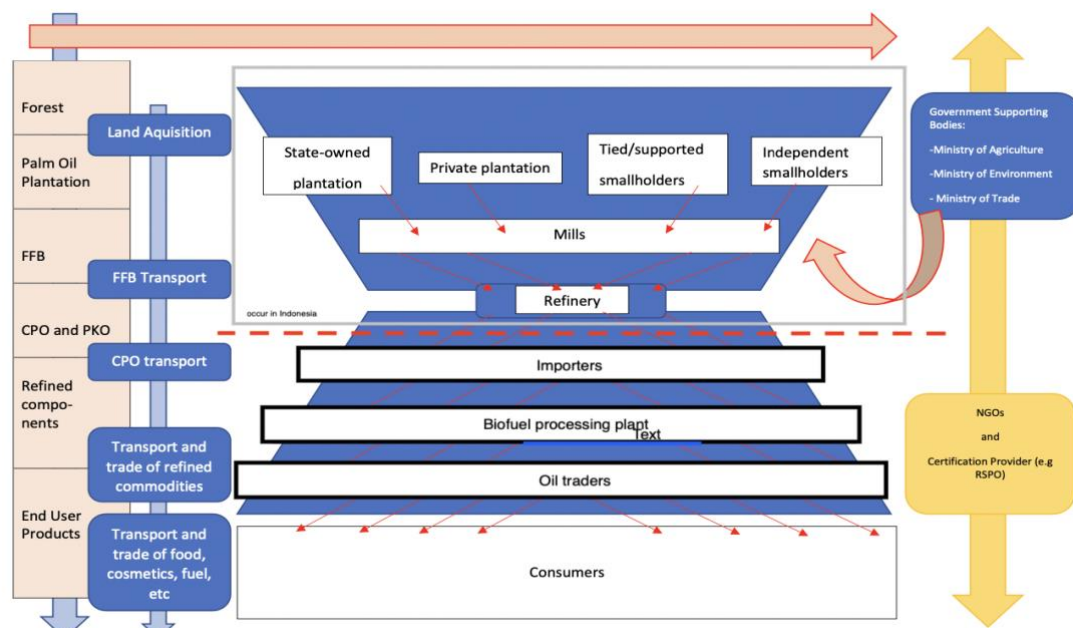 Forest
Palm Oil
Plantation
FFB
CPO and PKO
Refined
compo-
nents
End User
Products
Land Aquisition
FFB Transport
CPO transport
Transport and
trade of refined
commodities
Transport and
trade of food,
cosmetics, fuel,
etc
State-owned
plantation
Private plantation
Tied/supported
smallholders
Independent
smallholders
Mills
Refinery
occur in Indonesia
Importers
Biofuel processing plant
Text
Oil traders
Consumers
Government Supporting
Bodies:
-Ministry of Agriculture
-Ministry of Environment
- Ministry of Trade
NGOs
and
Certification Provider (e.g
RSPO)